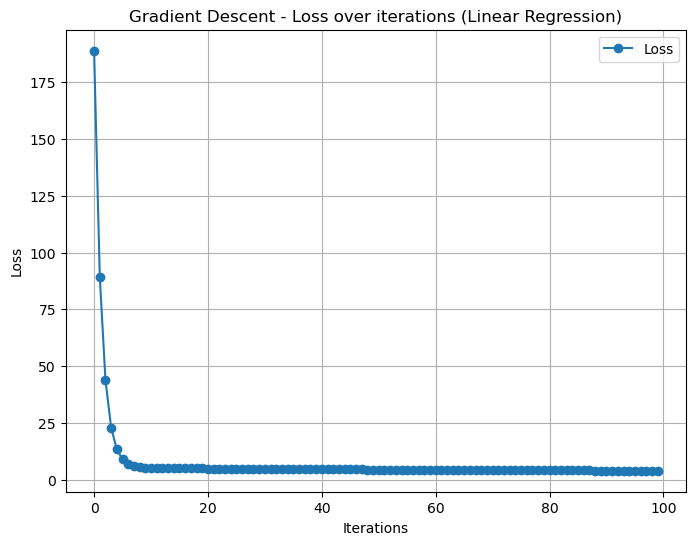 Gradient Descent - Loss over iterations (Linear Regression)
Loss
175
150
125
100
75
50
25
0
Loss
0 20 40 60 80 100
Iterations